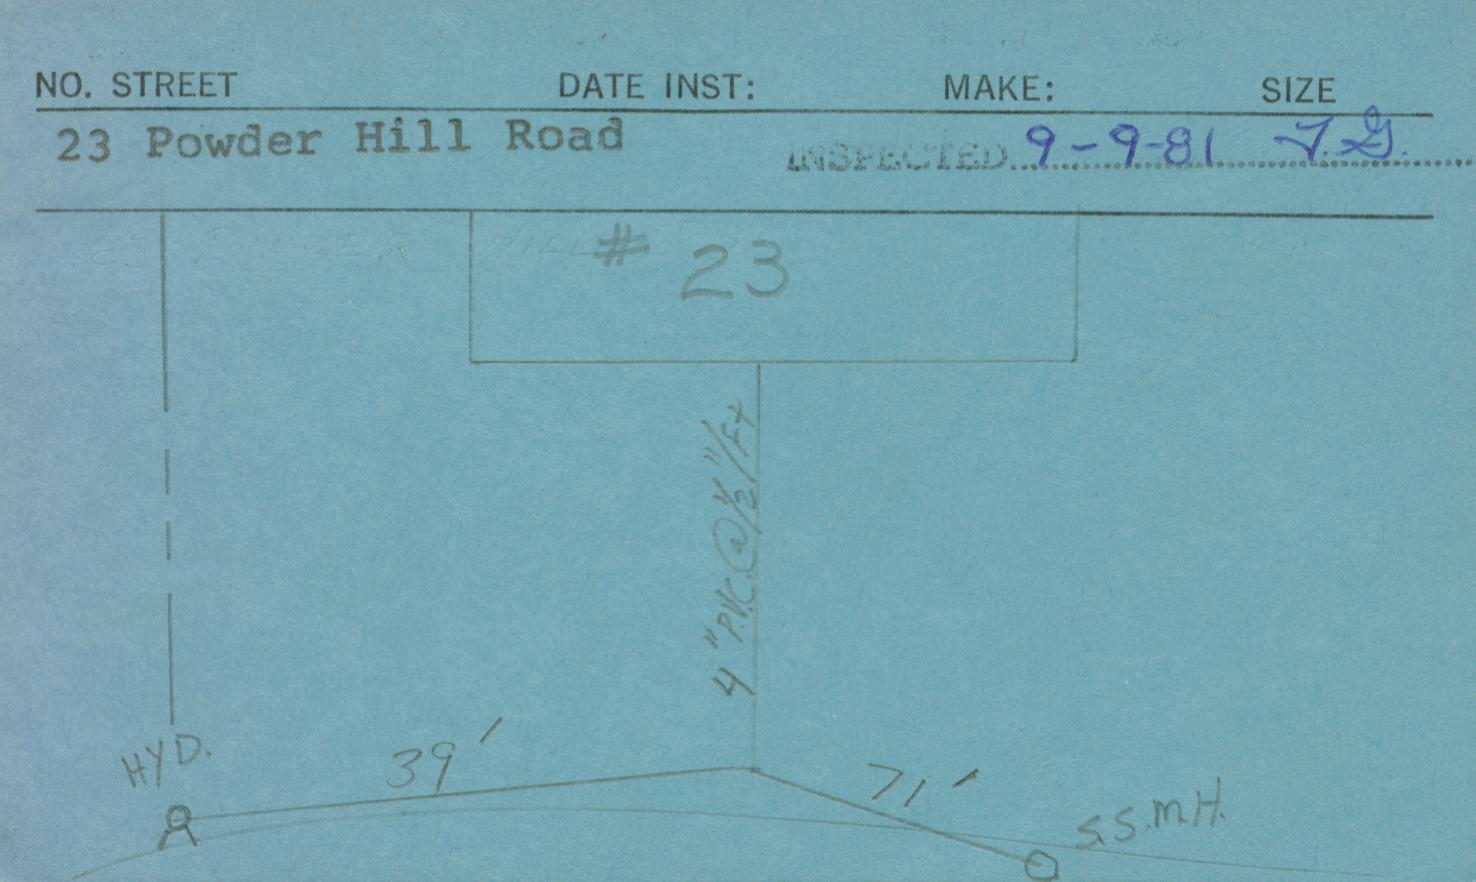 NO. STREET DATE INST: MAKE: SIZE
23 Powder Hill Road INSPECTED 9-9-81 T.G.
# 23
4" P.V.C. @ 1/2"/Ft
HYD.
39'
71'
S.S.M.H.